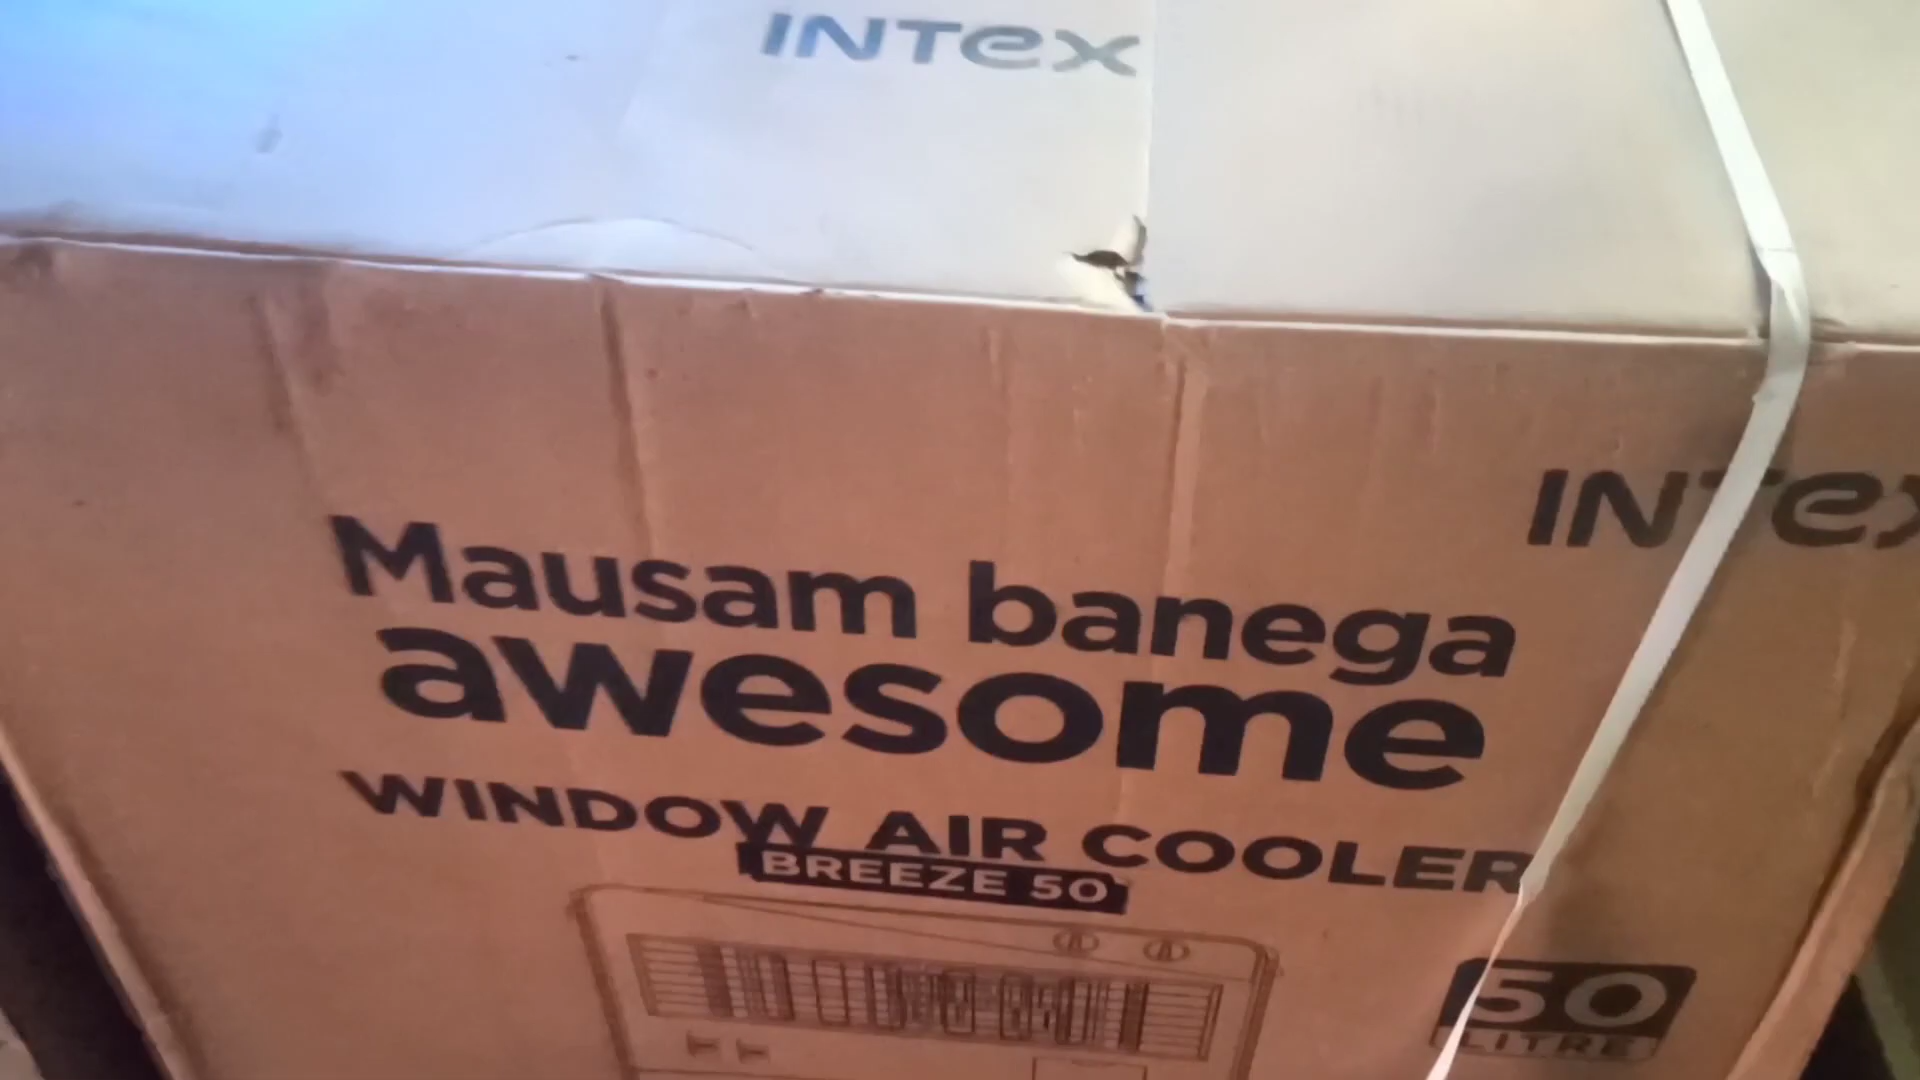 INTEX
INTEX
Mausam banega
awesome
WINDOW AIR COOLER
BREEZE 50
50
LITRE